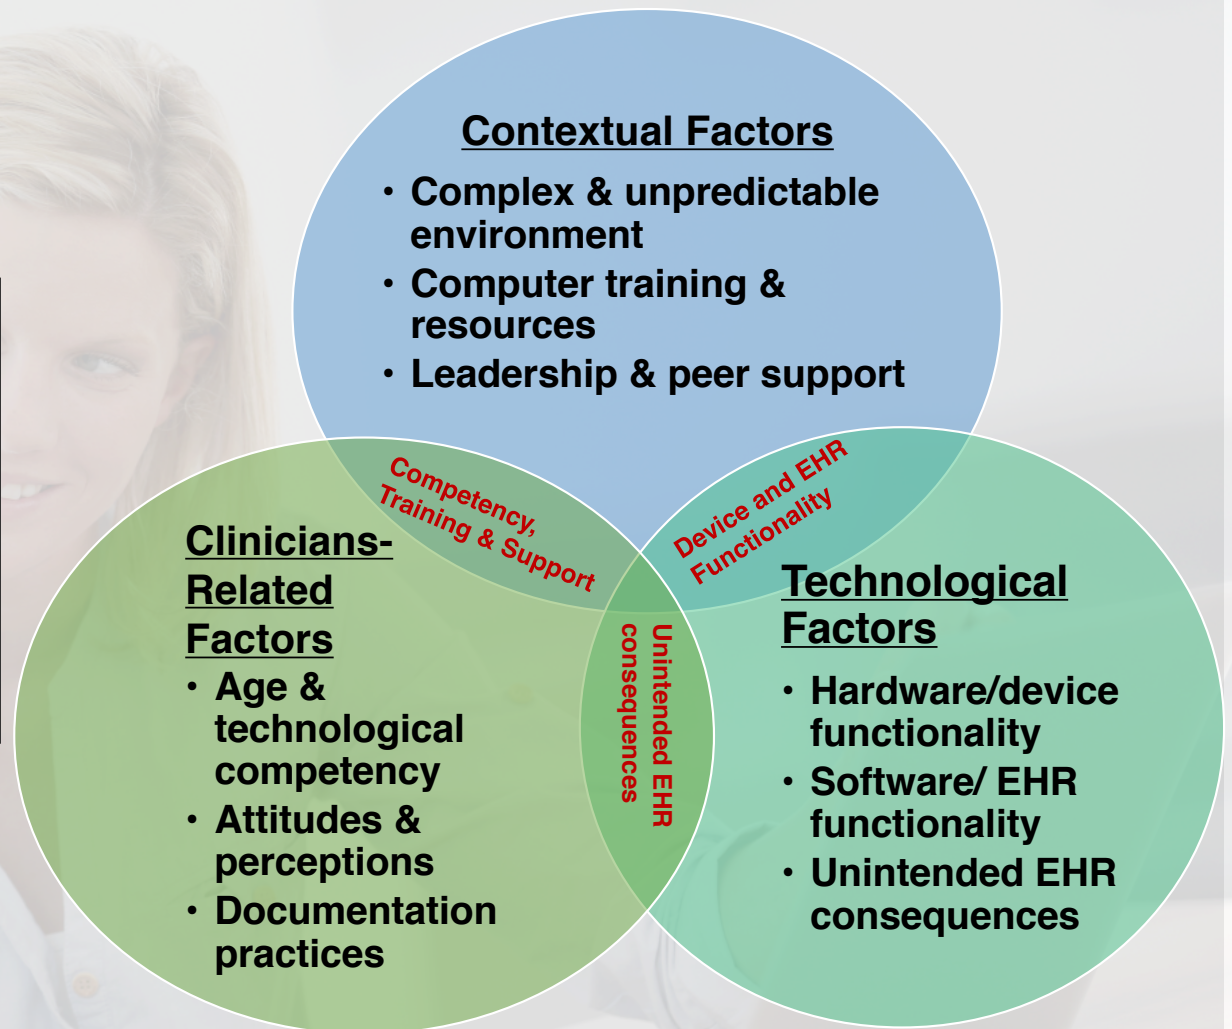 Contextual Factors
• Complex & unpredictable
environment
• Computer training &
resources
• Leadership & peer support
Competency,
Training & Support
Device and EHR
Functionality
Clinicians-
Related
Factors
• Age &
technological
competency
• Attitudes &
perceptions
• Documentation
practices
Unintended EHR
consequences
Technological
Factors
• Hardware/device
functionality
• Software/ EHR
functionality
• Unintended EHR
consequences